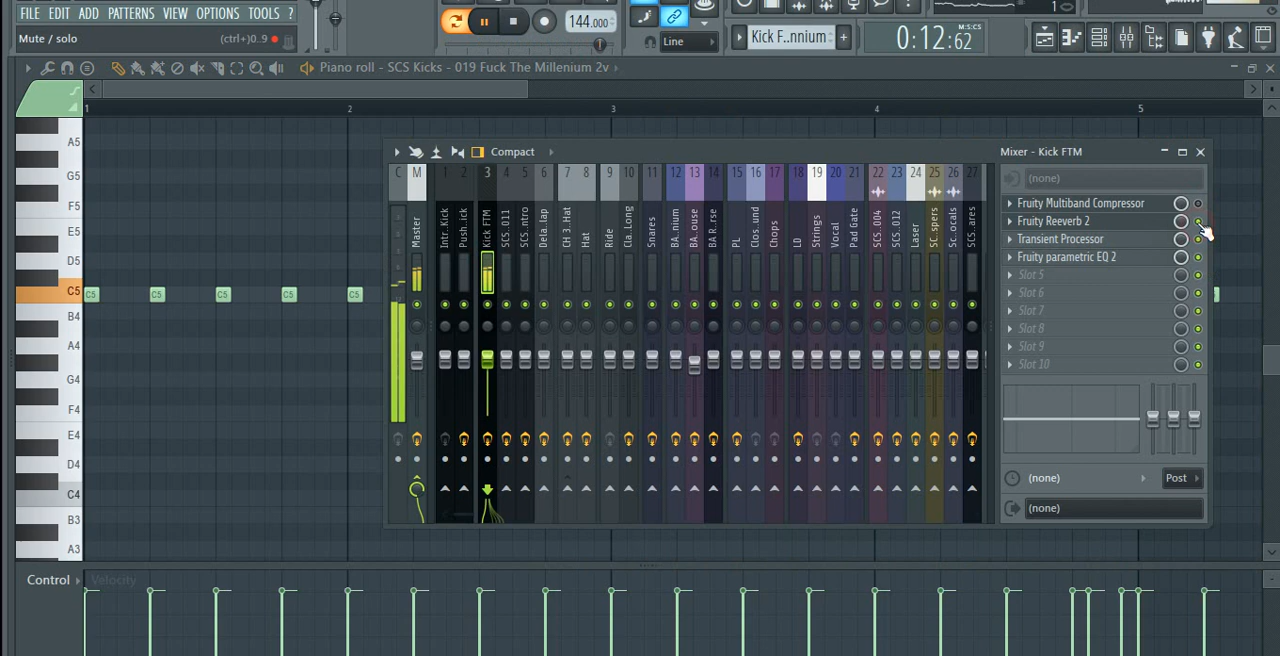 FILE EDIT ADD PATTERNS VIEW OPTIONS TOOLS ?
Mute / solo (ctrl+)0..9
144.000
Line
Kick F..nnium
M:S:CS
0:12:62
1
Piano roll - SCS Kicks - 019 Fuck The Millenium 2v
1 2 3 4 5
A5
G5
F5
E5
D5
C5
B4
A4
G4
F4
E4
D4
C4
B3
A3
C5 C5 C5 C5 C5
Compact
Mixer - Kick FTM
C M 1 2 3 4 5 6 7 8 9 10 11 12 13 14 15 16 17 18 19 20 21 22 23 24 25 26 27
Master
Intr..Kick
Push..ick
Kick FTM
SCS..011
SCS..ntro
Dela..lap
CH 3..Hat
Hat
Ride
Cla..Long
Snares
BA..nium
BA..ouse
BA R..rse
PL
Clos..und
Chops
LD
Strings
Vocal
Pad Gate
SCS..004
SCS..012
Laser
SC..spers
Sc..ocals
SCS..ares
(none)
Fruity Multiband Compressor
Fruity Reeverb 2
Transient Processor
Fruity parametric EQ 2
Slot 5
Slot 6
Slot 7
Slot 8
Slot 9
Slot 10
(none) Post
(none)
Control Velocity